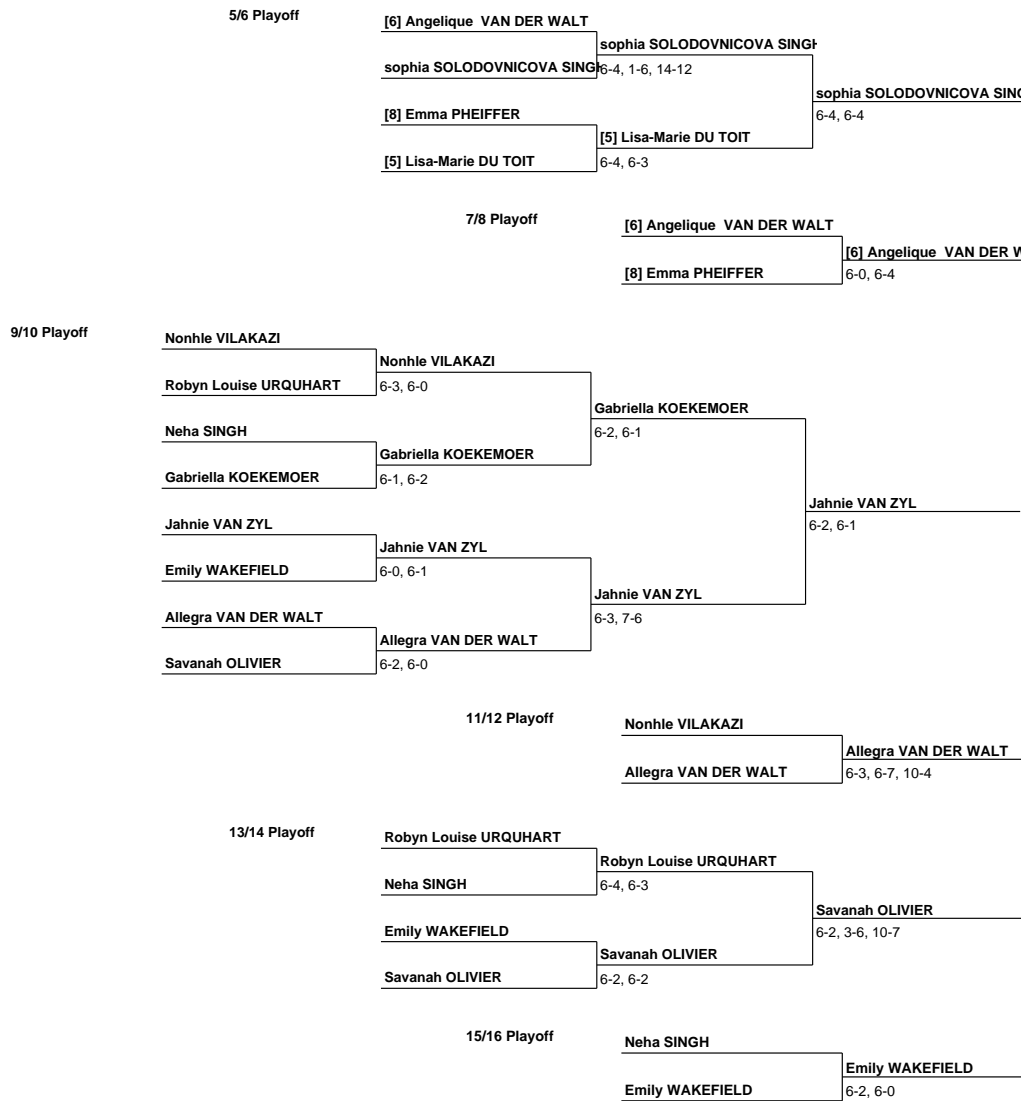 5/6 Playoff
[6] Angelique VAN DER WALT
sophia SOLODOVNICOVA SINGH
sophia SOLODOVNICOVA SINGH
6-4, 1-6, 14-12
sophia SOLODOVNICOVA SING
6-4, 6-4
[8] Emma PHEIFFER
[5] Lisa-Marie DU TOIT
[5] Lisa-Marie DU TOIT
6-4, 6-3
7/8 Playoff
[6] Angelique VAN DER WALT
[6] Angelique VAN DER W
[8] Emma PHEIFFER
6-0, 6-4
9/10 Playoff
Nonhle VILAKAZI
Nonhle VILAKAZI
Robyn Louise URQUHART
6-3, 6-0
Gabriella KOEKEMOER
6-2, 6-1
Neha SINGH
Gabriella KOEKEMOER
Gabriella KOEKEMOER
6-1, 6-2
Jahnie VAN ZYL
6-2, 6-1
Jahnie VAN ZYL
Jahnie VAN ZYL
Emily WAKEFIELD
6-0, 6-1
Jahnie VAN ZYL
6-3, 7-6
Allegra VAN DER WALT
Allegra VAN DER WALT
Savanah OLIVIER
6-2, 6-0
11/12 Playoff
Nonhle VILAKAZI
Allegra VAN DER WALT
Allegra VAN DER WALT
6-3, 6-7, 10-4
13/14 Playoff
Robyn Louise URQUHART
Robyn Louise URQUHART
Neha SINGH
6-4, 6-3
Savanah OLIVIER
6-2, 3-6, 10-7
Emily WAKEFIELD
Savanah OLIVIER
Savanah OLIVIER
6-2, 6-2
15/16 Playoff
Neha SINGH
Emily WAKEFIELD
Emily WAKEFIELD
6-2, 6-0